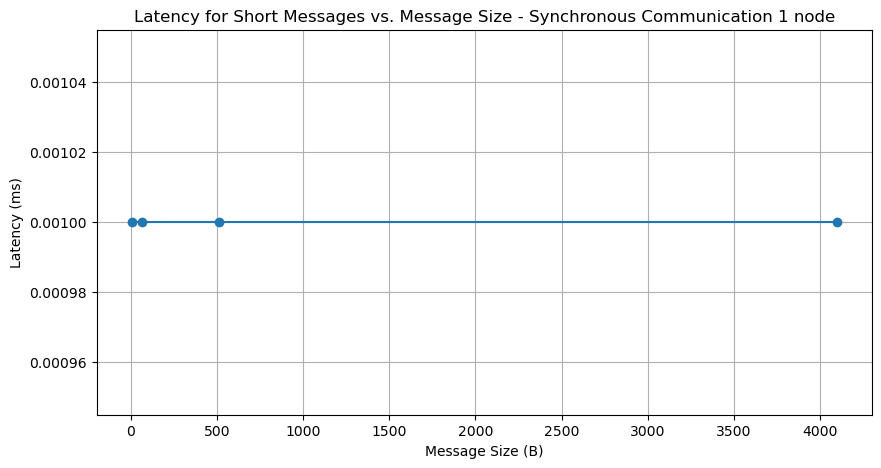 Latency for Short Messages vs. Message Size - Synchronous Communication 1 node
Latency (ms)
0.00104
0.00102
0.00100
0.00098
0.00096
0 500 1000 1500 2000 2500 3000 3500 4000
Message Size (B)